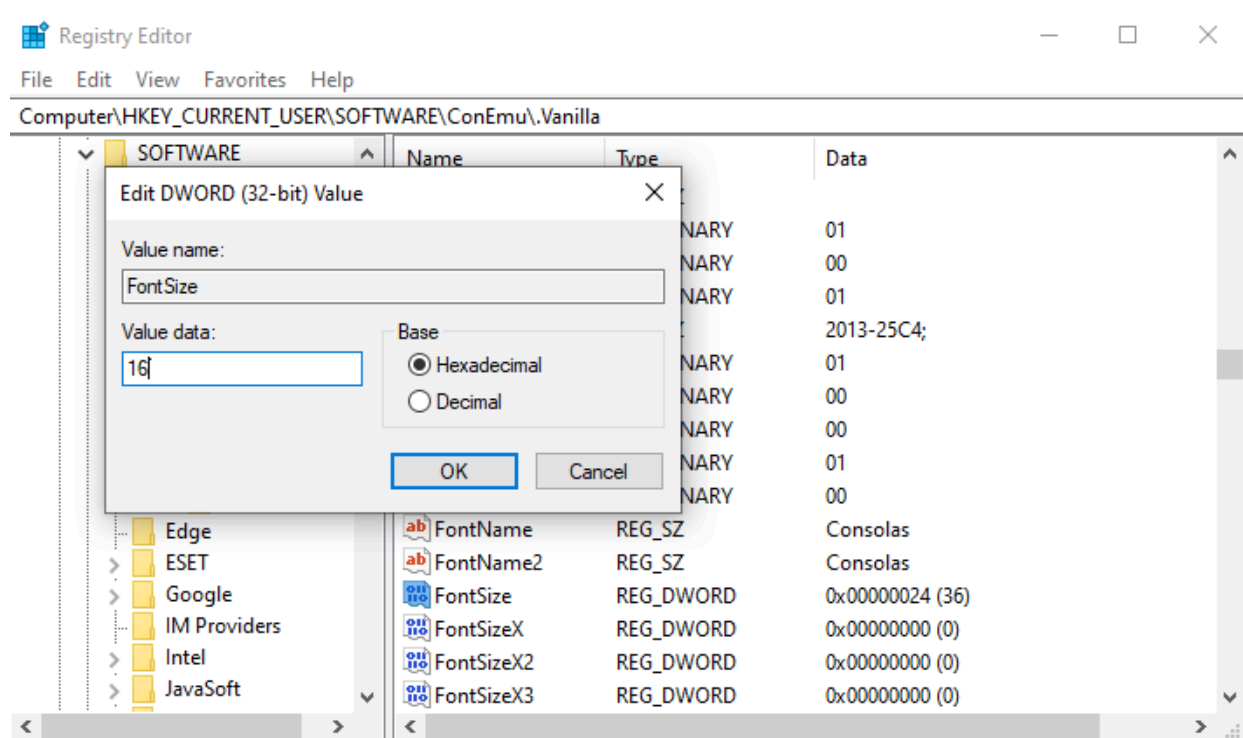 Registry Editor
File Edit View Favorites Help
Computer\HKEY_CURRENT_USER\SOFTWARE\ConEmu\.Vanilla
SOFTWARE
Name Type Data
Edit DWORD (32-bit) Value
Value name:
FontSize
Value data:
16
Base
Hexadecimal
Decimal
OK Cancel
NARY 01
NARY 00
NARY 01
2013-25C4;
NARY 01
NARY 00
NARY 00
NARY 01
NARY 00
Edge
ESET
Google
IM Providers
Intel
JavaSoft
FontName REG_SZ Consolas
FontName2 REG_SZ Consolas
FontSize REG_DWORD 0x00000024 (36)
FontSizeX REG_DWORD 0x00000000 (0)
FontSizeX2 REG_DWORD 0x00000000 (0)
FontSizeX3 REG_DWORD 0x00000000 (0)